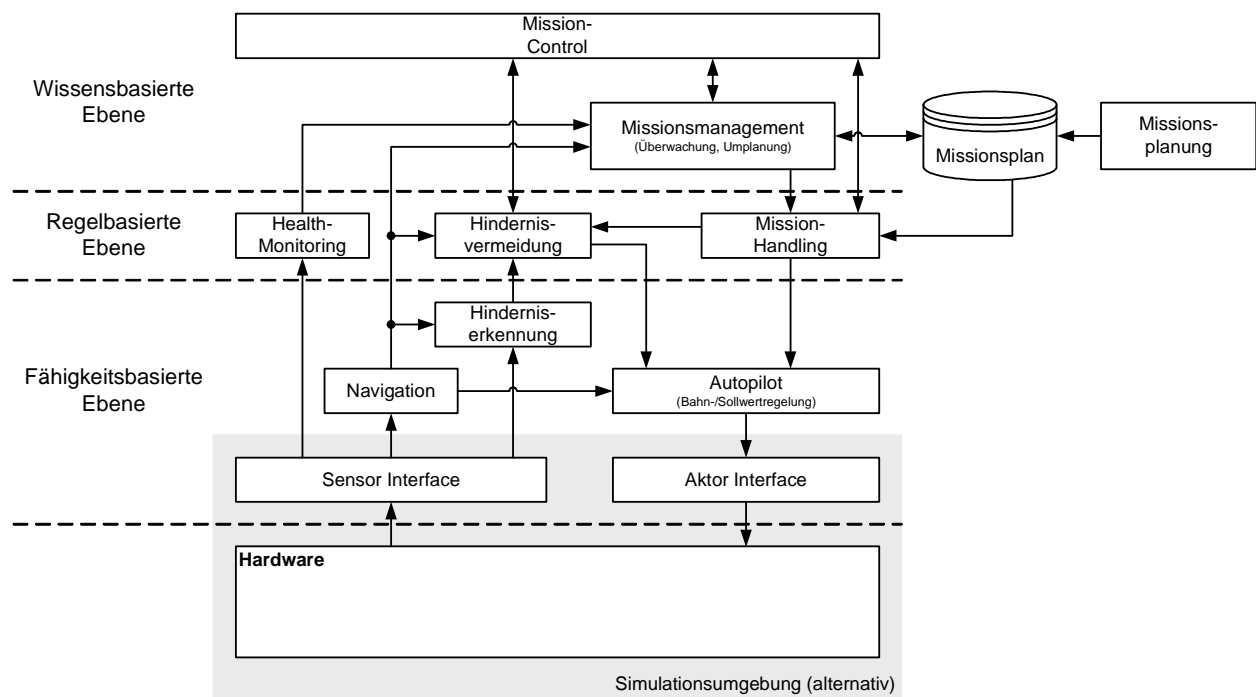 Mission-
Control
Wissensbasierte
Ebene
Missionsmanagement
(Überwachung, Umplanung)
Missionsplan
Missions-
planung
Regelbasierte
Ebene
Health-
Monitoring
Hindernis-
vermeidung
Mission-
Handling
Hindernis-
erkennung
Fähigkeitsbasierte
Ebene
Navigation
Autopilot
(Bahn-/Sollwertregelung)
Sensor Interface
Aktor Interface
Hardware
Simulationsumgebung (alternativ)